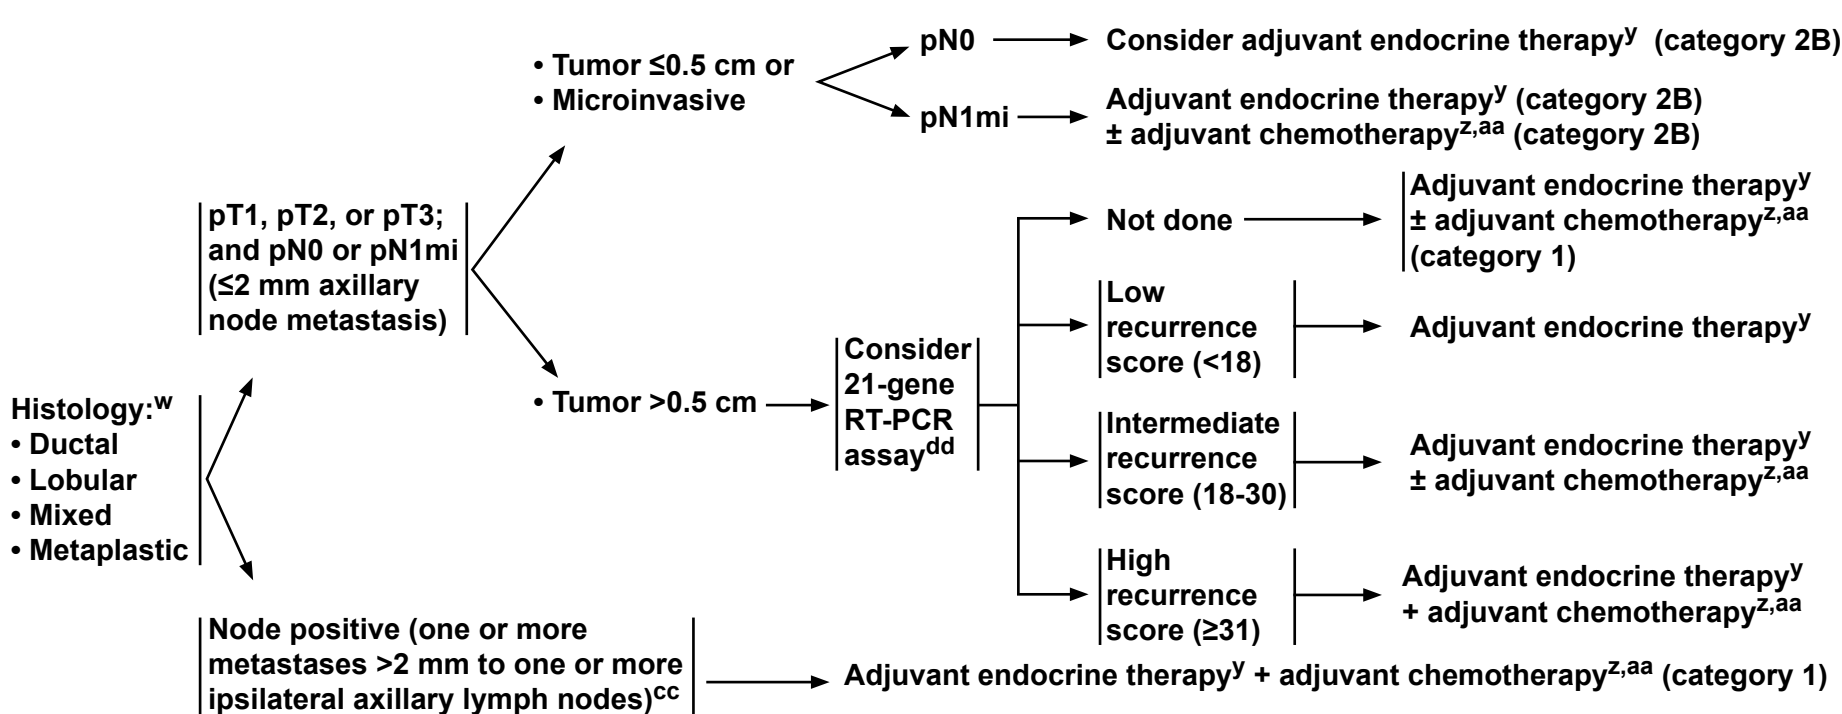 Histology:w
• Ductal
• Lobular
• Mixed
• Metaplastic
pT1, pT2, or pT3;
and pN0 or pN1mi
(≤2 mm axillary
node metastasis)
• Tumor ≤0.5 cm or
• Microinvasive
pN0
Consider adjuvant endocrine therapyy (category 2B)
pN1mi
Adjuvant endocrine therapyy (category 2B)
± adjuvant chemotherapyz,aa (category 2B)
• Tumor >0.5 cm
Consider
21-gene
RT-PCR
assaydd
Not done
Adjuvant endocrine therapyy
± adjuvant chemotherapyz,aa
(category 1)
Low
recurrence
score (<18)
Adjuvant endocrine therapyy
Intermediate
recurrence
score (18-30)
Adjuvant endocrine therapyy
± adjuvant chemotherapyz,aa
High
recurrence
score (≥31)
Adjuvant endocrine therapyy
+ adjuvant chemotherapyz,aa
Node positive (one or more
metastases >2 mm to one or more
ipsilateral axillary lymph nodes)cc
Adjuvant endocrine therapyy + adjuvant chemotherapyz,aa (category 1)